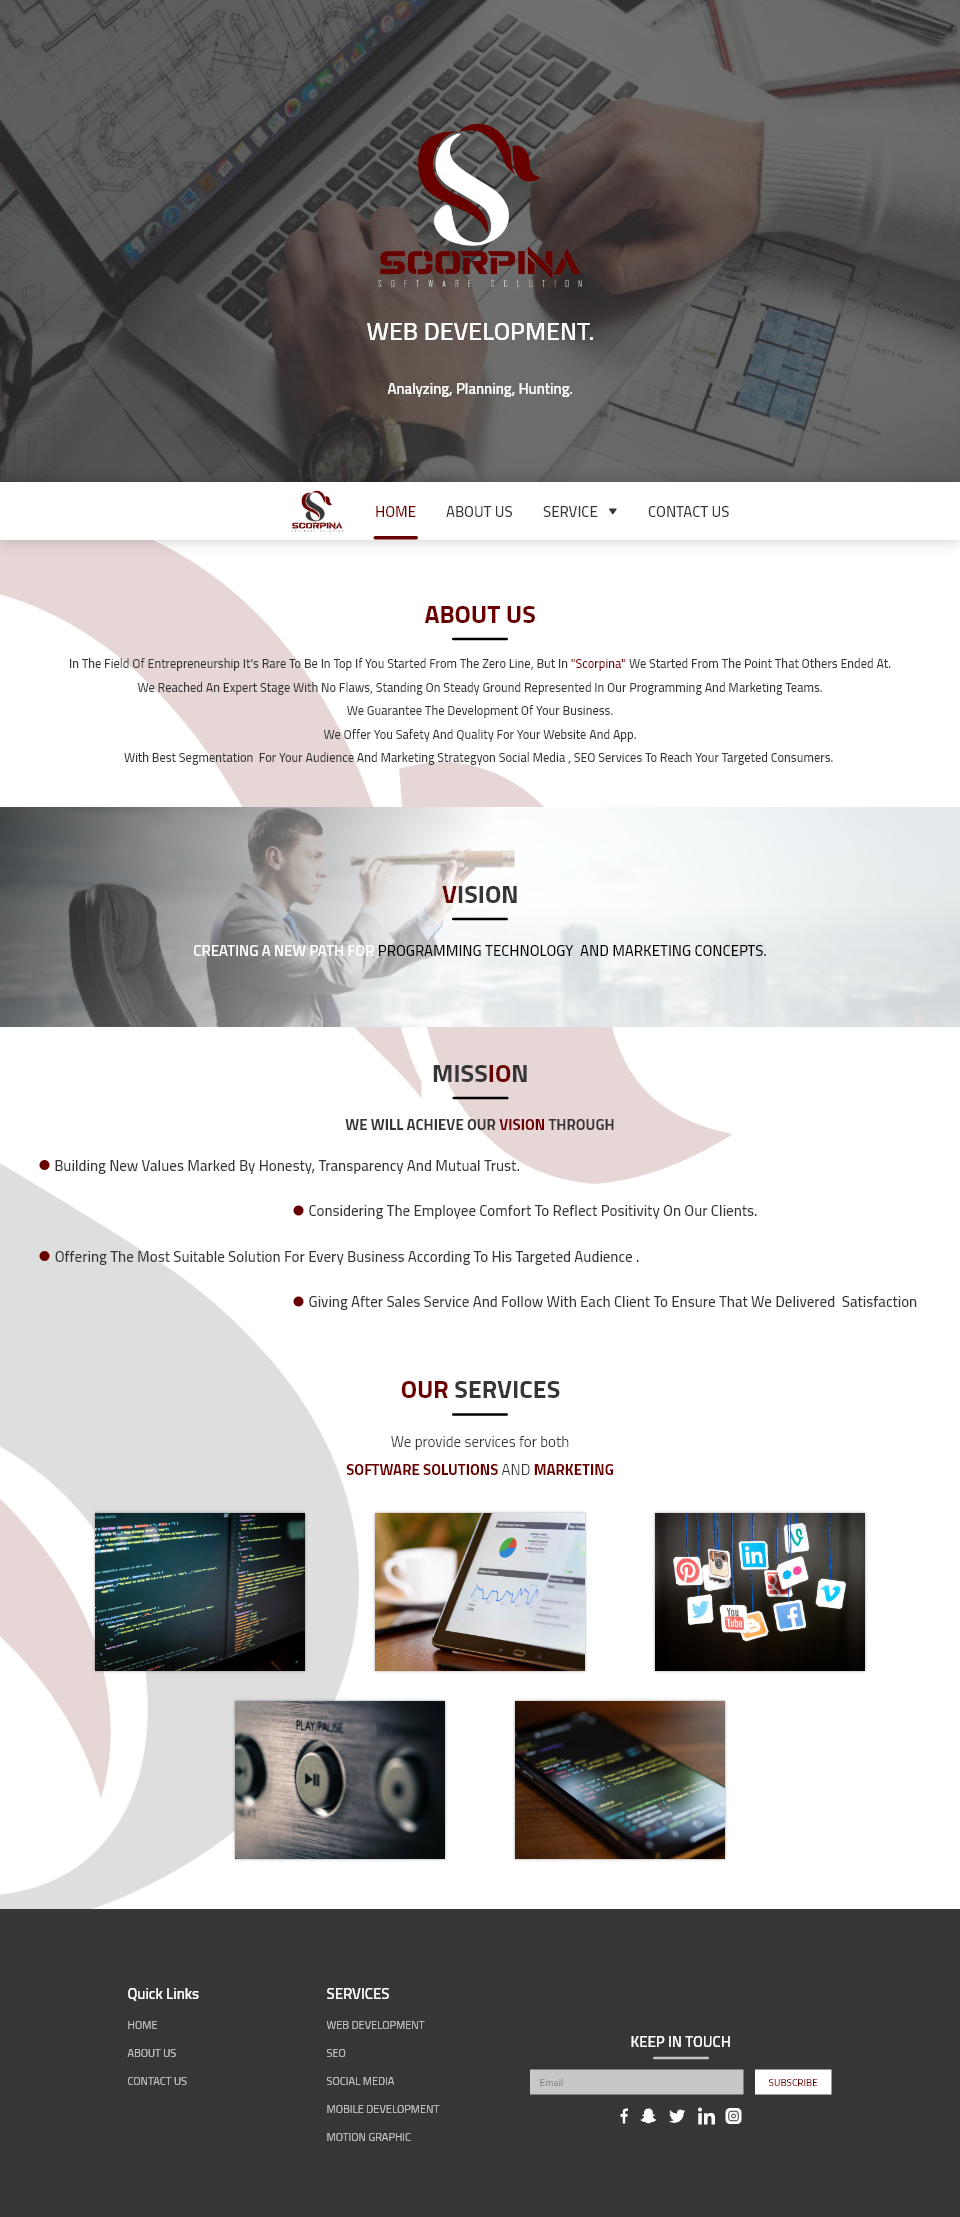 SCORPINA
SOFTWARE SOLUTION
WEB DEVELOPMENT.
Analyzing, Planning, Hunting.
VCHOD ZASOBOVÁNÍ
SCORPINA
HOME ABOUT US SERVICE CONTACT US
ABOUT US
In The Field Of Entrepreneurship It's Rare To Be In Top If You Started From The Zero Line, But In "Scorpina" We Started From The Point That Others Ended At.
We Reached An Expert Stage With No Flaws, Standing On Steady Ground Represented In Our Programming And Marketing Teams.
We Guarantee The Development Of Your Business.
We Offer You Safety And Quality For Your Website And App.
With Best Segmentation For Your Audience And Marketing Strategyon Social Media , SEO Services To Reach Your Targeted Consumers.
VISION
CREATING A NEW PATH FOR PROGRAMMING TECHNOLOGY AND MARKETING CONCEPTS.
MISSION
WE WILL ACHIEVE OUR VISION THROUGH
Building New Values Marked By Honesty, Transparency And Mutual Trust.
Considering The Employee Comfort To Reflect Positivity On Our Clients.
Offering The Most Suitable Solution For Every Business According To His Targeted Audience .
Giving After Sales Service And Follow With Each Client To Ensure That We Delivered Satisfaction
OUR SERVICES
We provide services for both
SOFTWARE SOLUTIONS AND MARKETING
in
You
Tube
PLAY/PAUSE
NEXT
Quick Links
HOME
ABOUT US
CONTACT US
SERVICES
WEB DEVELOPMENT
SEO
SOCIAL MEDIA
MOBILE DEVELOPMENT
MOTION GRAPHIC
KEEP IN TOUCH
Email SUBSCRIBE